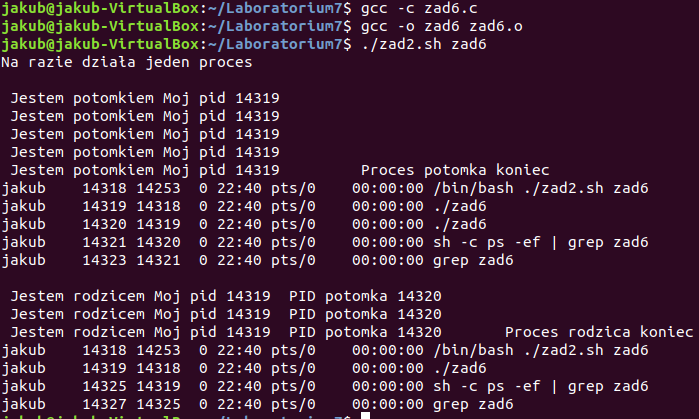 jakub@jakub-VirtualBox:~/Laboratorium7$ gcc -c zad6.c
jakub@jakub-VirtualBox:~/Laboratorium7$ gcc -o zad6 zad6.o
jakub@jakub-VirtualBox:~/Laboratorium7$ ./zad2.sh zad6
Na razie działa jeden proces
Jestem potomkiem Moj pid 14319
Jestem potomkiem Moj pid 14319
Jestem potomkiem Moj pid 14319
Jestem potomkiem Moj pid 14319
Jestem potomkiem Moj pid 14319 Proces potomka koniec
jakub 14318 14253 0 22:40 pts/0 00:00:00 /bin/bash ./zad2.sh zad6
jakub 14319 14318 0 22:40 pts/0 00:00:00 ./zad6
jakub 14320 14319 0 22:40 pts/0 00:00:00 ./zad6
jakub 14321 14320 0 22:40 pts/0 00:00:00 sh -c ps -ef | grep zad6
jakub 14323 14321 0 22:40 pts/0 00:00:00 grep zad6
Jestem rodzicem Moj pid 14319 PID potomka 14320
Jestem rodzicem Moj pid 14319 PID potomka 14320
Jestem rodzicem Moj pid 14319 PID potomka 14320 Proces rodzica koniec
jakub 14318 14253 0 22:40 pts/0 00:00:00 /bin/bash ./zad2.sh zad6
jakub 14319 14318 0 22:40 pts/0 00:00:00 ./zad6
jakub 14325 14319 0 22:40 pts/0 00:00:00 sh -c ps -ef | grep zad6
jakub 14327 14325 0 22:40 pts/0 00:00:00 grep zad6
jakub@jakub-VirtualBox:~/Laboratorium7$